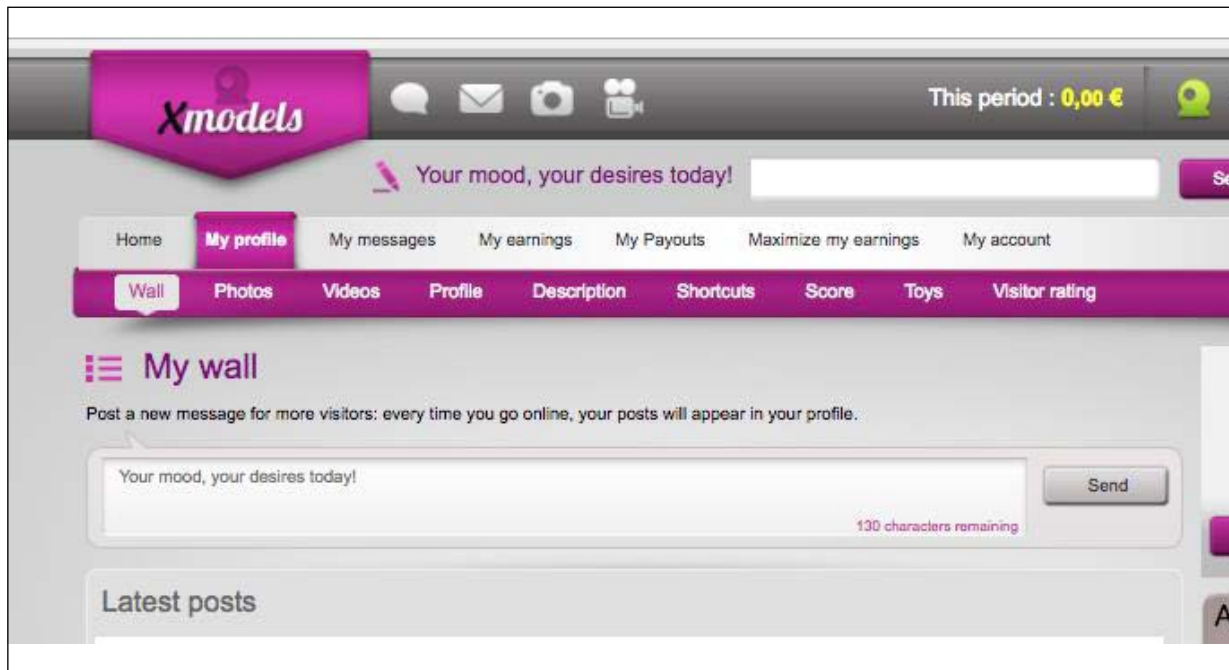 Xmodels
This period : 0,00 €
Your mood, your desires today!
Home My profile My messages My earnings My Payouts Maximize my earnings My account
Wall Photos Videos Profile Description Shortcuts Score Toys Visitor rating
My wall
Post a new message for more visitors: every time you go online, your posts will appear in your profile.
Your mood, your desires today!
Send
130 characters remaining
Latest posts